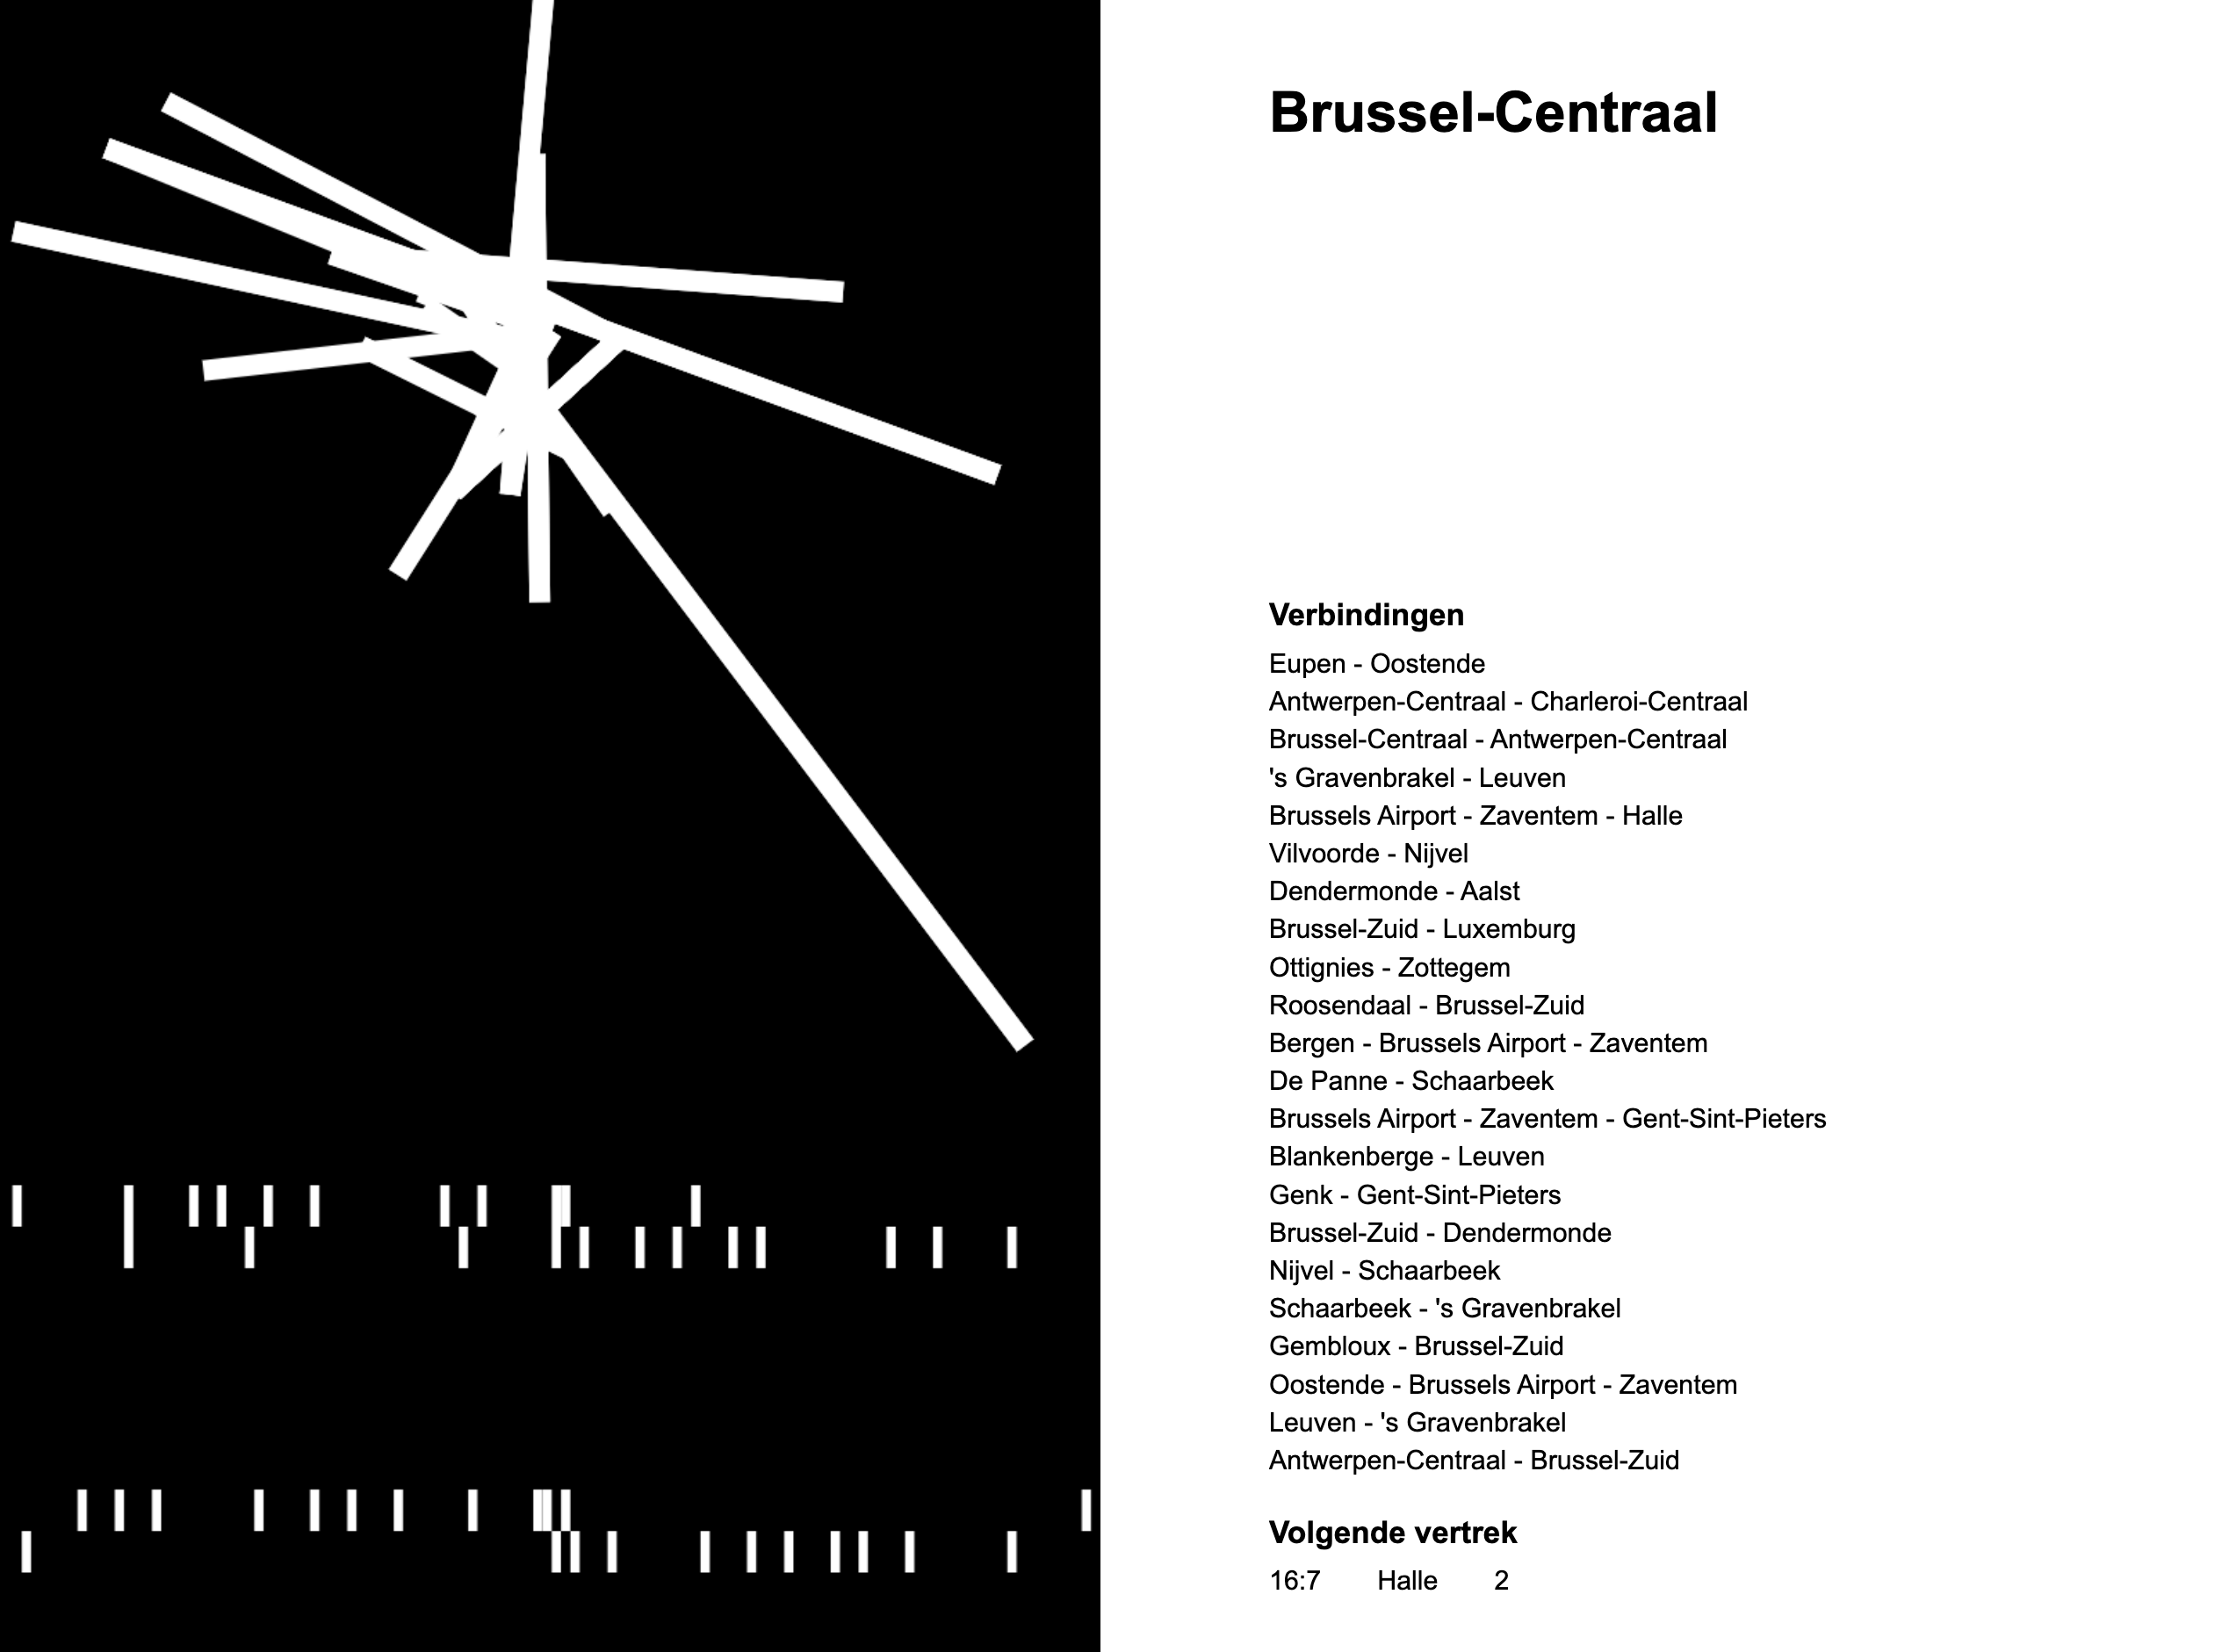 Brussel-Centraal
Verbindingen
Eupen - Oostende
Antwerpen-Centraal - Charleroi-Centraal
Brussel-Centraal - Antwerpen-Centraal
's Gravenbrakel - Leuven
Brussels Airport - Zaventem - Halle
Vilvoorde - Nijvel
Dendermonde - Aalst
Brussel-Zuid - Luxemburg
Ottignies - Zottegem
Roosendaal - Brussel-Zuid
Bergen - Brussels Airport - Zaventem
De Panne - Schaarbeek
Brussels Airport - Zaventem - Gent-Sint-Pieters
Blankenberge - Leuven
Genk - Gent-Sint-Pieters
Brussel-Zuid - Dendermonde
Nijvel - Schaarbeek
Schaarbeek - 's Gravenbrakel
Gembloux - Brussel-Zuid
Oostende - Brussels Airport - Zaventem
Leuven - 's Gravenbrakel
Antwerpen-Centraal - Brussel-Zuid
Volgende vertrek
16:7 Halle 2